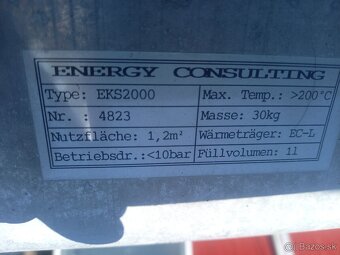 ENERGY CONSULTING
Type: EKS2000 Max. Temp.: >200°C
Nr. : 4823 Masse: 30kg
Nutzfläche: 1,2m² Wärmeträger: EC-L
Betriebsdr.:<10bar Füllvolumen: 1l
© Bazos.sk